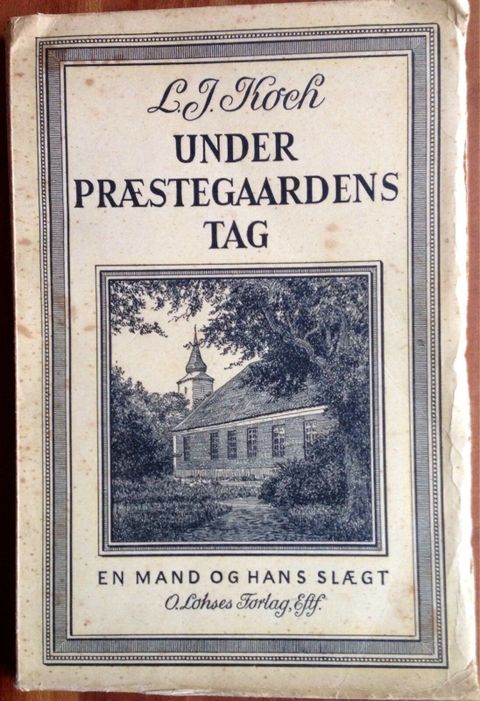 L.J. Koch
UNDER
PRÆSTEGAARDENS
TAG
EN MAND OG HANS SLÆGT
O. Lohses Forlag, Eftf.